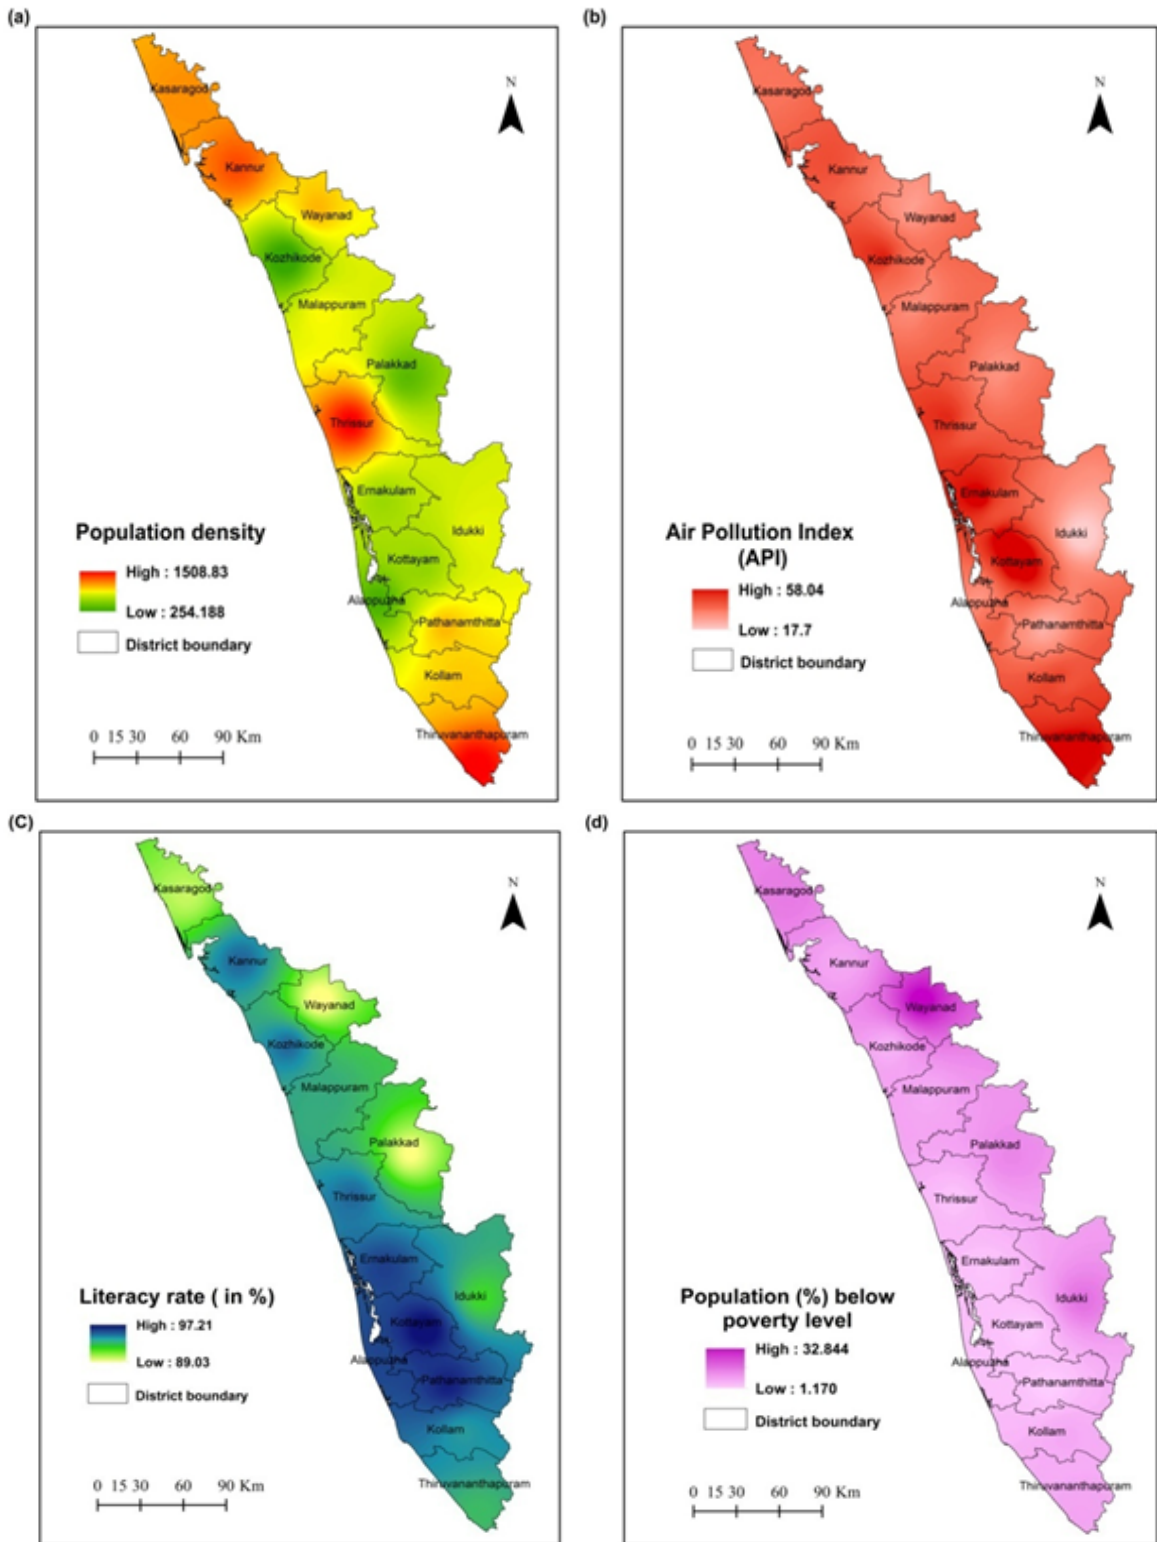 (a)
N
Kasaragod
Kannur
Wayanad
Kozhikode
Malappuram
Palakkad
Thrissur
Ernakulam
Idukki
Kottayam
Alappuzha
Pathanamthitta
Kollam
Thiruvananthapuram
Population density
High : 1508.83
Low : 254.188
District boundary
0 15 30 60 90 Km
(b)
N
Kasaragod
Kannur
Wayanad
Kozhikode
Malappuram
Palakkad
Thrissur
Ernakulam
Idukki
Kottayam
Alappuzha
Pathanamthitta
Kollam
Thiruvananthapuram
Air Pollution Index
(API)
High : 58.04
Low : 17.7
District boundary
0 15 30 60 90 Km
(C)
N
Kasaragod
Kannur
Wayanad
Kozhikode
Malappuram
Palakkad
Thrissur
Ernakulam
Idukki
Kottayam
Alappuzha
Pathanamthitta
Kollam
Thiruvananthapuram
Literacy rate ( in %)
High : 97.21
Low : 89.03
District boundary
0 15 30 60 90 Km
(d)
N
Kasaragod
Kannur
Wayanad
Kozhikode
Malappuram
Palakkad
Thrissur
Ernakulam
Idukki
Kottayam
Alappuzha
Pathanamthitta
Kollam
Thiruvananthapuram
Population (%) below
poverty level
High : 32.844
Low : 1.170
District boundary
0 15 30 60 90 Km